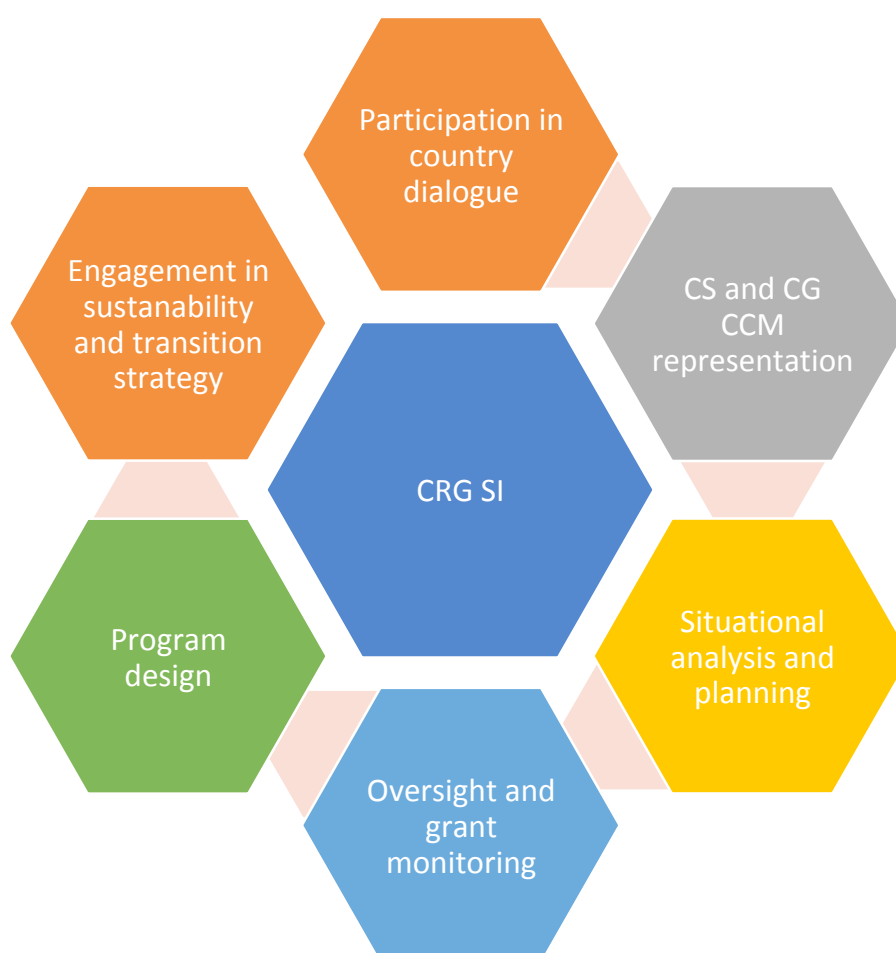 Participation in
country
dialogue
Engagement in
sustanability
and transition
strategy
CS and CG
CCM
representation
CRG SI
Program
design
Situational
analysis and
planning
Oversight and
grant
monitoring